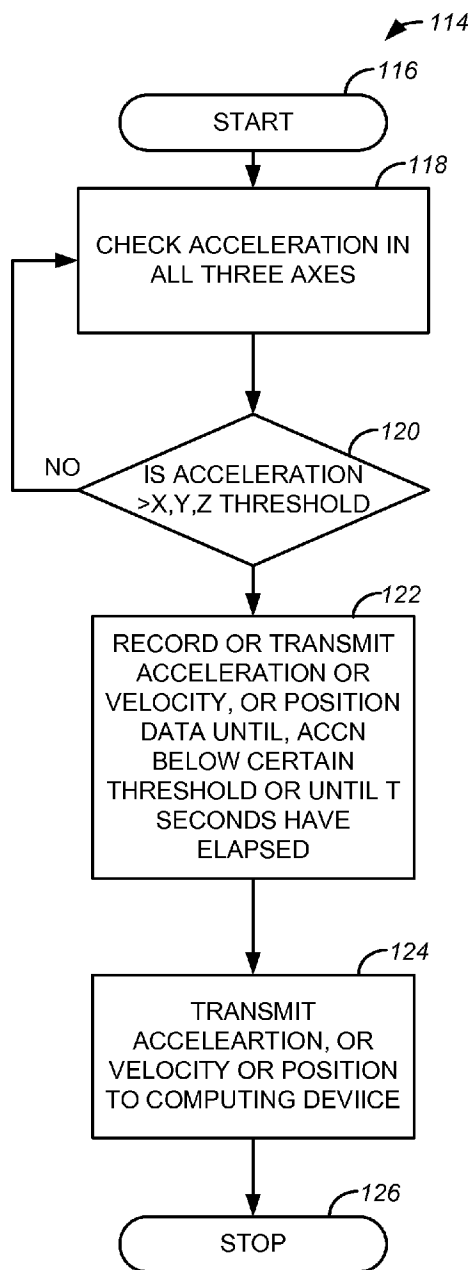 114
116
START
118
CHECK ACCELERATION IN
ALL THREE AXES
120
NO
IS ACCELERATION
>X,Y,Z THRESHOLD
122
RECORD OR TRANSMIT
ACCELERATION OR
VELOCITY, OR POSITION
DATA UNTIL, ACCN
BELOW CERTAIN
THRESHOLD OR UNTIL T
SECONDS HAVE
ELAPSED
124
TRANSMIT
ACCELEARTION, OR
VELOCITY OR POSITION
TO COMPUTING DEVIICE
126
STOP